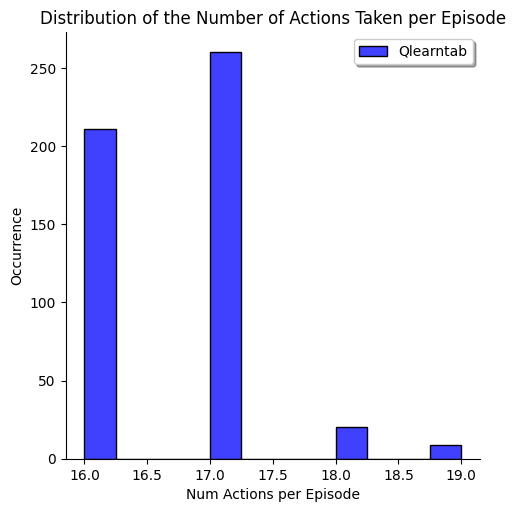 Distribution of the Number of Actions Taken per Episode
Qlearntab
Occurrence
250
200
150
100
50
0
16.0 16.5 17.0 17.5 18.0 18.5 19.0
Num Actions per Episode